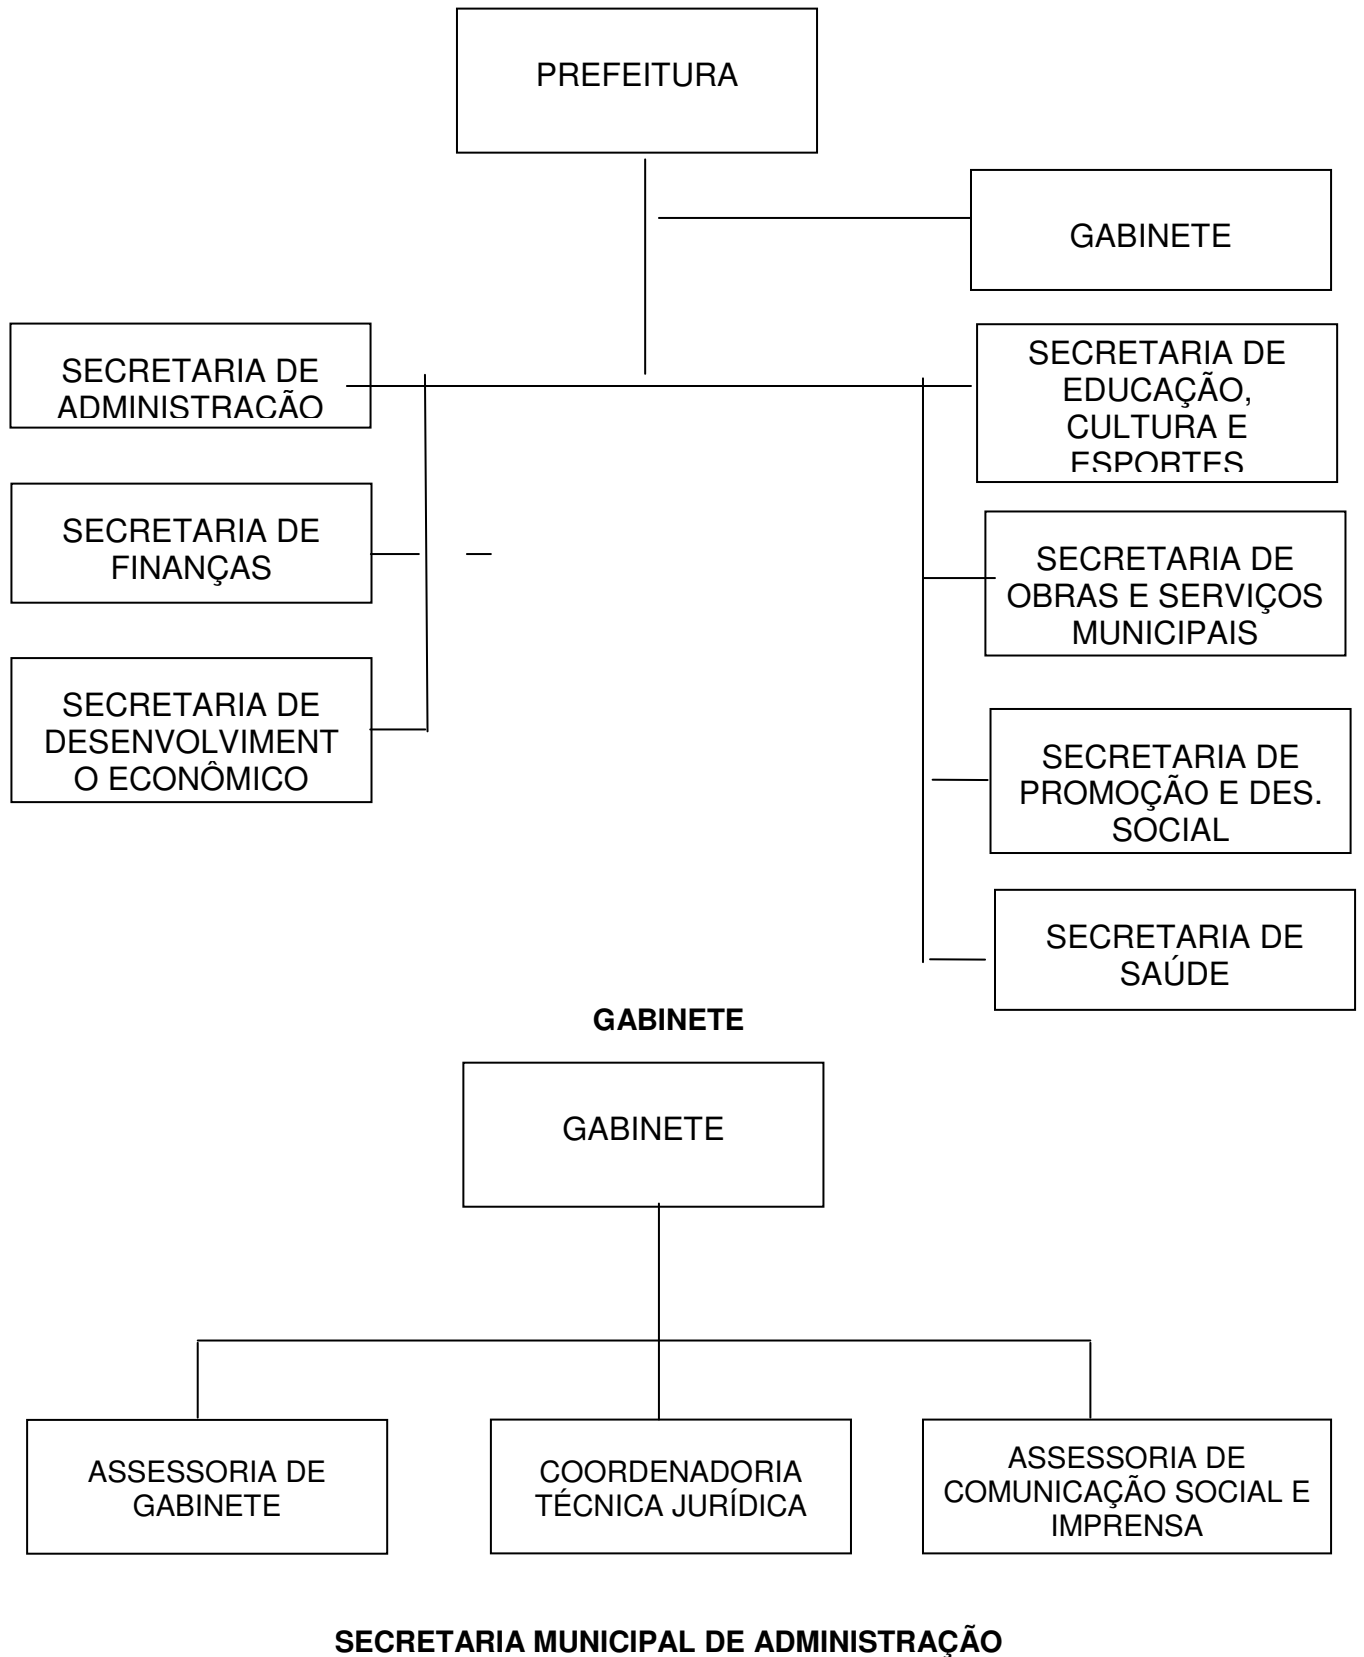 PREFEITURA
GABINETE
SECRETARIA DE
ADMINISTRAÇÃO
SECRETARIA DE
EDUCAÇÃO,
CULTURA E
ESPORTES
SECRETARIA DE
FINANÇAS
SECRETARIA DE
OBRAS E SERVIÇOS
MUNICIPAIS
SECRETARIA DE
DESENVOLVIMENT
O ECONÔMICO
SECRETARIA DE
PROMOÇÃO E DES.
SOCIAL
SECRETARIA DE
SAÚDE
GABINETE
GABINETE
ASSESSORIA DE
GABINETE
COORDENADORIA
TÉCNICA JURÍDICA
ASSESSORIA DE
COMUNICAÇÃO SOCIAL E
IMPRENSA
SECRETARIA MUNICIPAL DE ADMINISTRAÇÃO